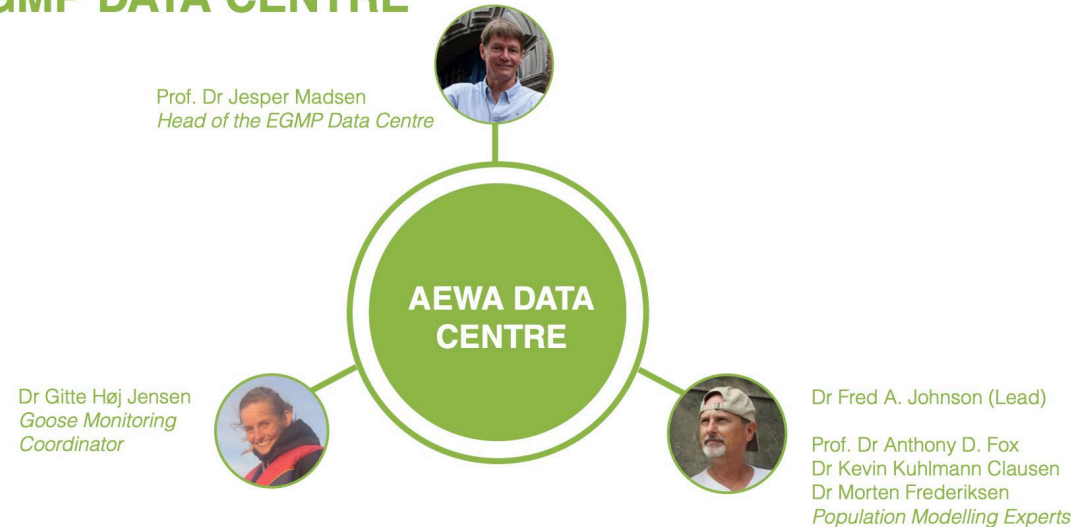 GMP DATA CENTRE
Prof. Dr Jesper Madsen
Head of the EGMP Data Centre
AEWA DATA
CENTRE
Dr Gitte Høj Jensen
Goose Monitoring
Coordinator
Dr Fred A. Johnson (Lead)
Prof. Dr Anthony D. Fox
Dr Kevin Kuhlmann Clausen
Dr Morten Frederiksen
Population Modelling Experts